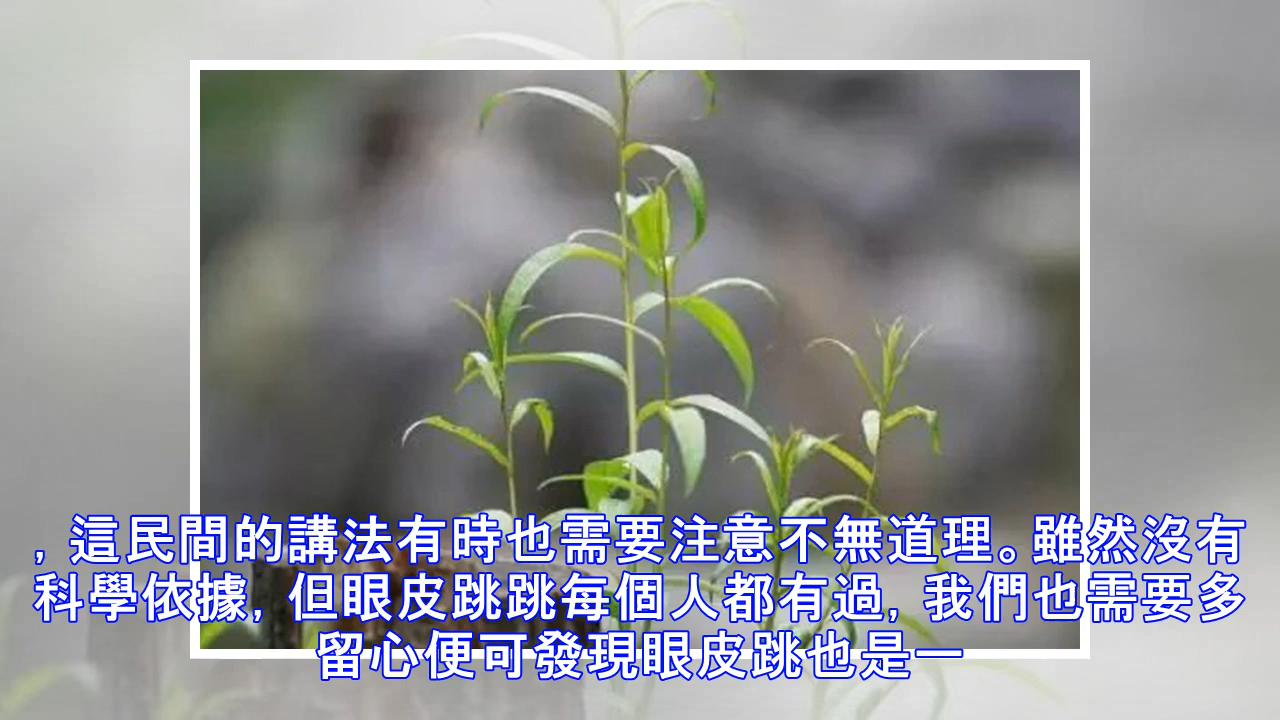 , 這民間的講法有時也需要注意不無道理。雖然沒有
科學依據, 但眼皮跳跳每個人都有過, 我們也需要多
留心便可發現眼皮跳也是一